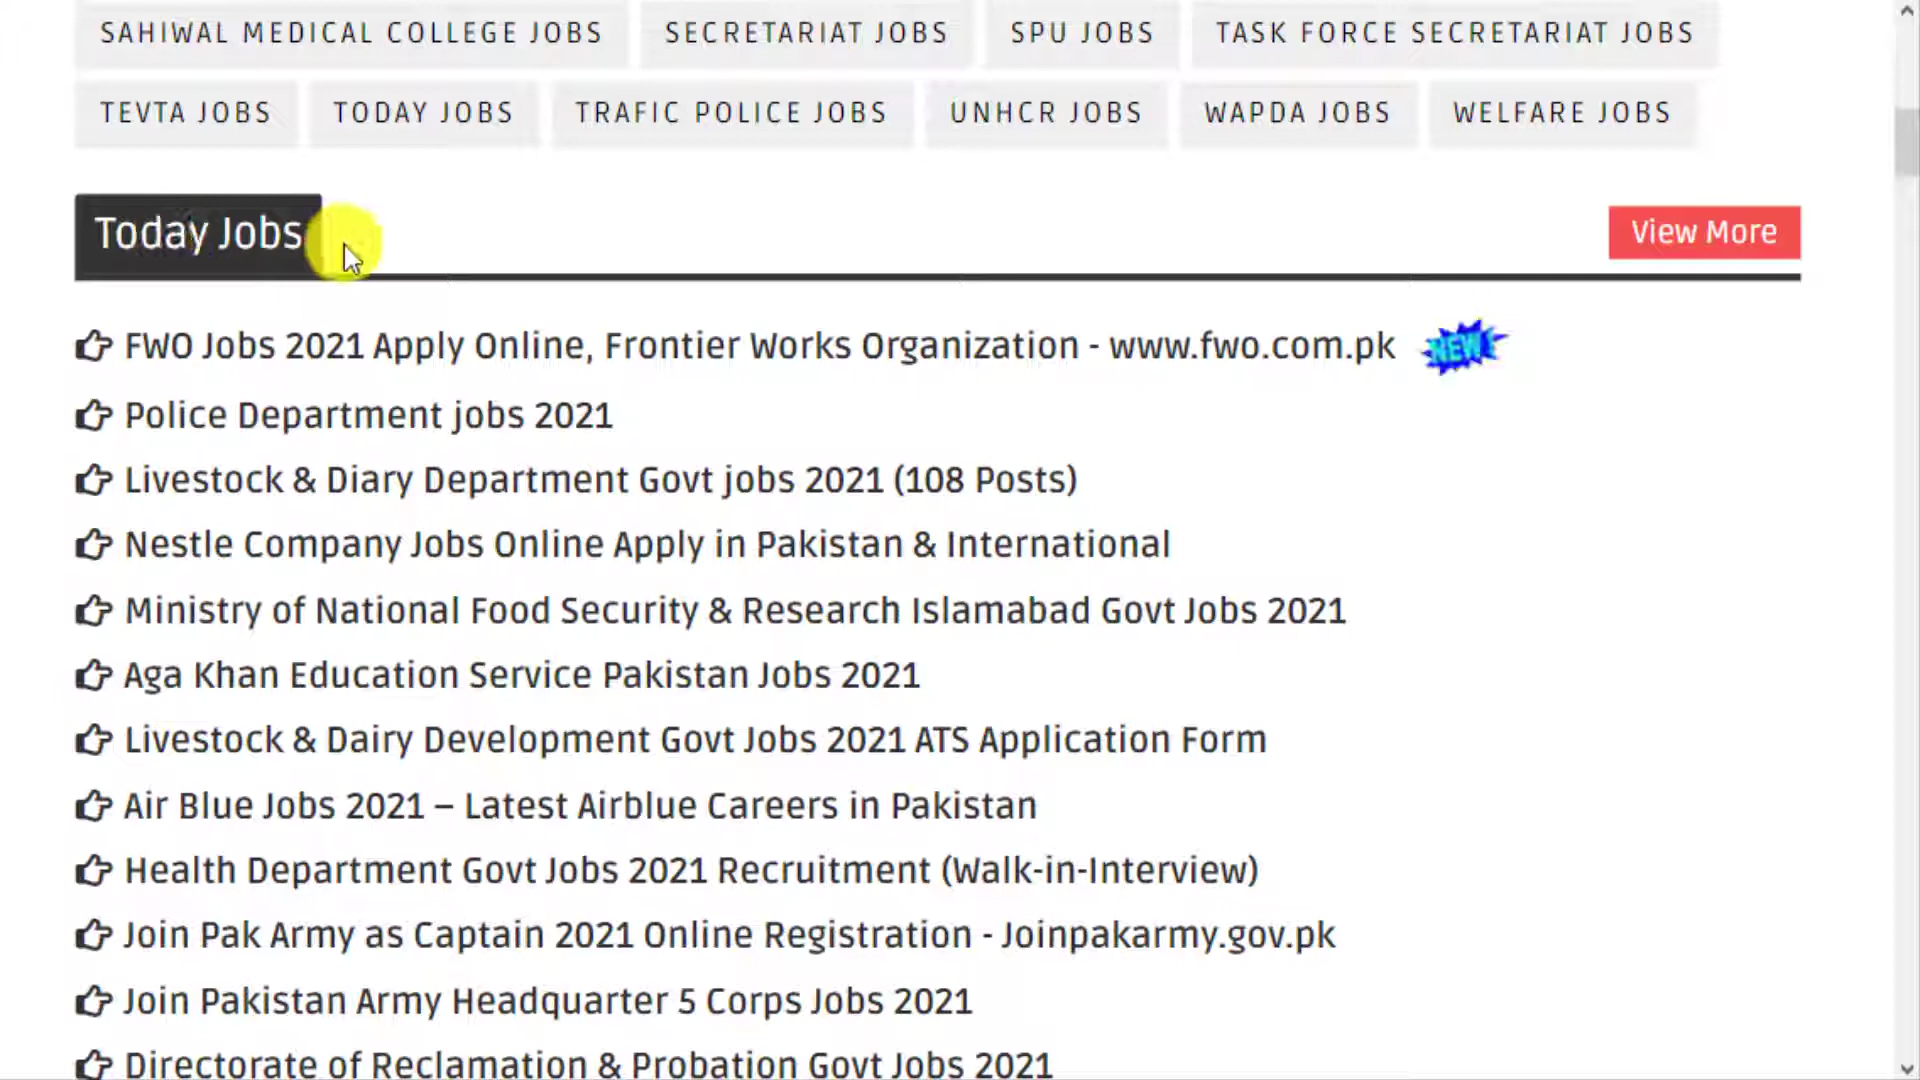 SAHIWAL MEDICAL COLLEGE JOBS SECRETARIAT JOBS SPU JOBS TASK FORCE SECRETARIAT JOBS
TEVTA JOBS TODAY JOBS TRAFIC POLICE JOBS UNHCR JOBS WAPDA JOBS WELFARE JOBS
Today Jobs View More
FWO Jobs 2021 Apply Online, Frontier Works Organization - www.fwo.com.pk NEW
Police Department jobs 2021
Livestock & Diary Department Govt jobs 2021 (108 Posts)
Nestle Company Jobs Online Apply in Pakistan & International
Ministry of National Food Security & Research Islamabad Govt Jobs 2021
Aga Khan Education Service Pakistan Jobs 2021
Livestock & Dairy Development Govt Jobs 2021 ATS Application Form
Air Blue Jobs 2021 – Latest Airblue Careers in Pakistan
Health Department Govt Jobs 2021 Recruitment (Walk-in-Interview)
Join Pak Army as Captain 2021 Online Registration - Joinpakarmy.gov.pk
Join Pakistan Army Headquarter 5 Corps Jobs 2021
Directorate of Reclamation & Probation Govt Jobs 2021